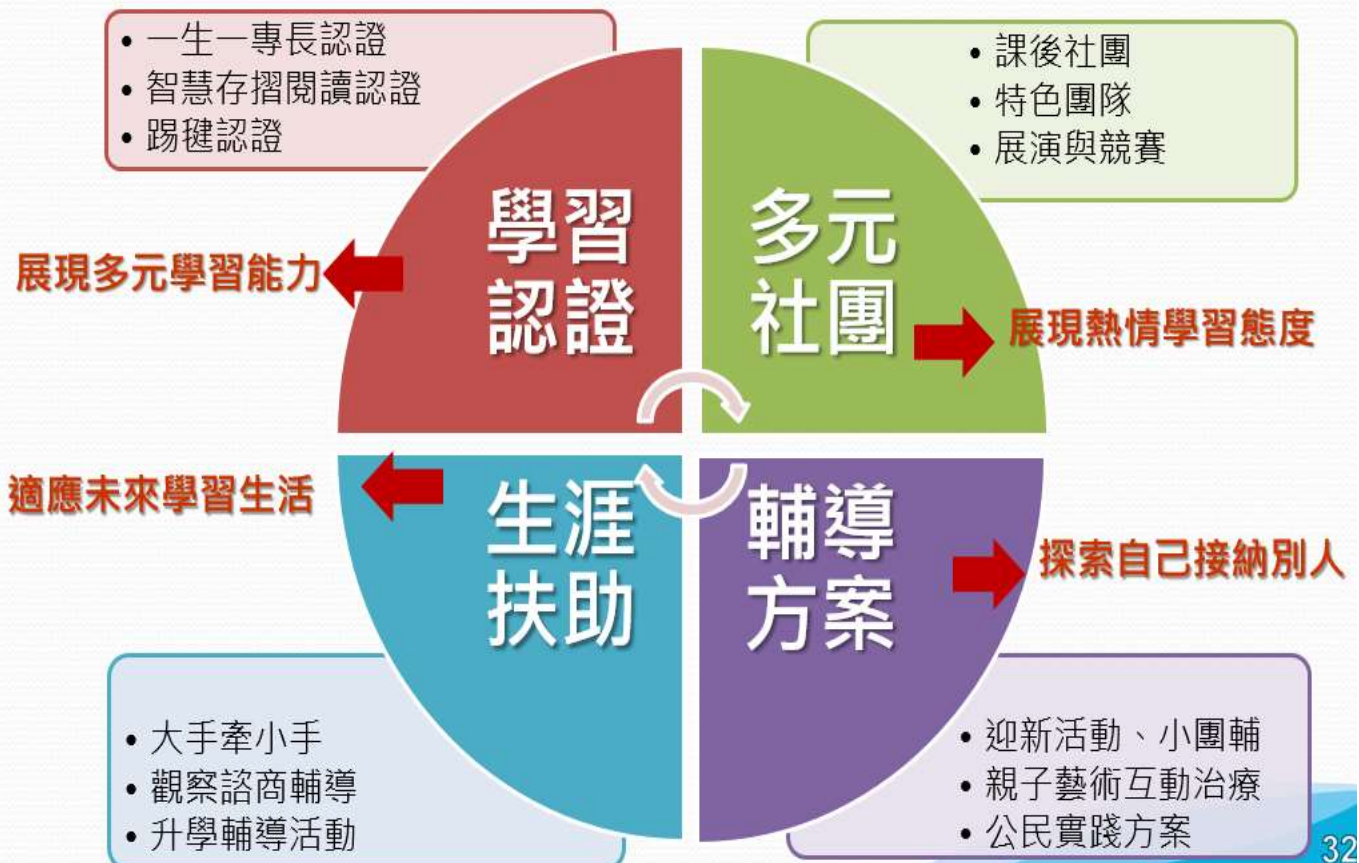 • 一生一專長認證
• 智慧存摺閱讀認證
• 踢毽認證
• 課後社團
• 特色團隊
• 展演與競賽
學習
認證
多元
社團
展現多元學習能力
展現熱情學習態度
適應未來學習生活
生涯
扶助
輔導
方案
探索自己接納別人
• 大手牽小手
• 觀察諮商輔導
• 升學輔導活動
• 迎新活動、小團輔
• 親子藝術互動治療
• 公民實踐方案
32